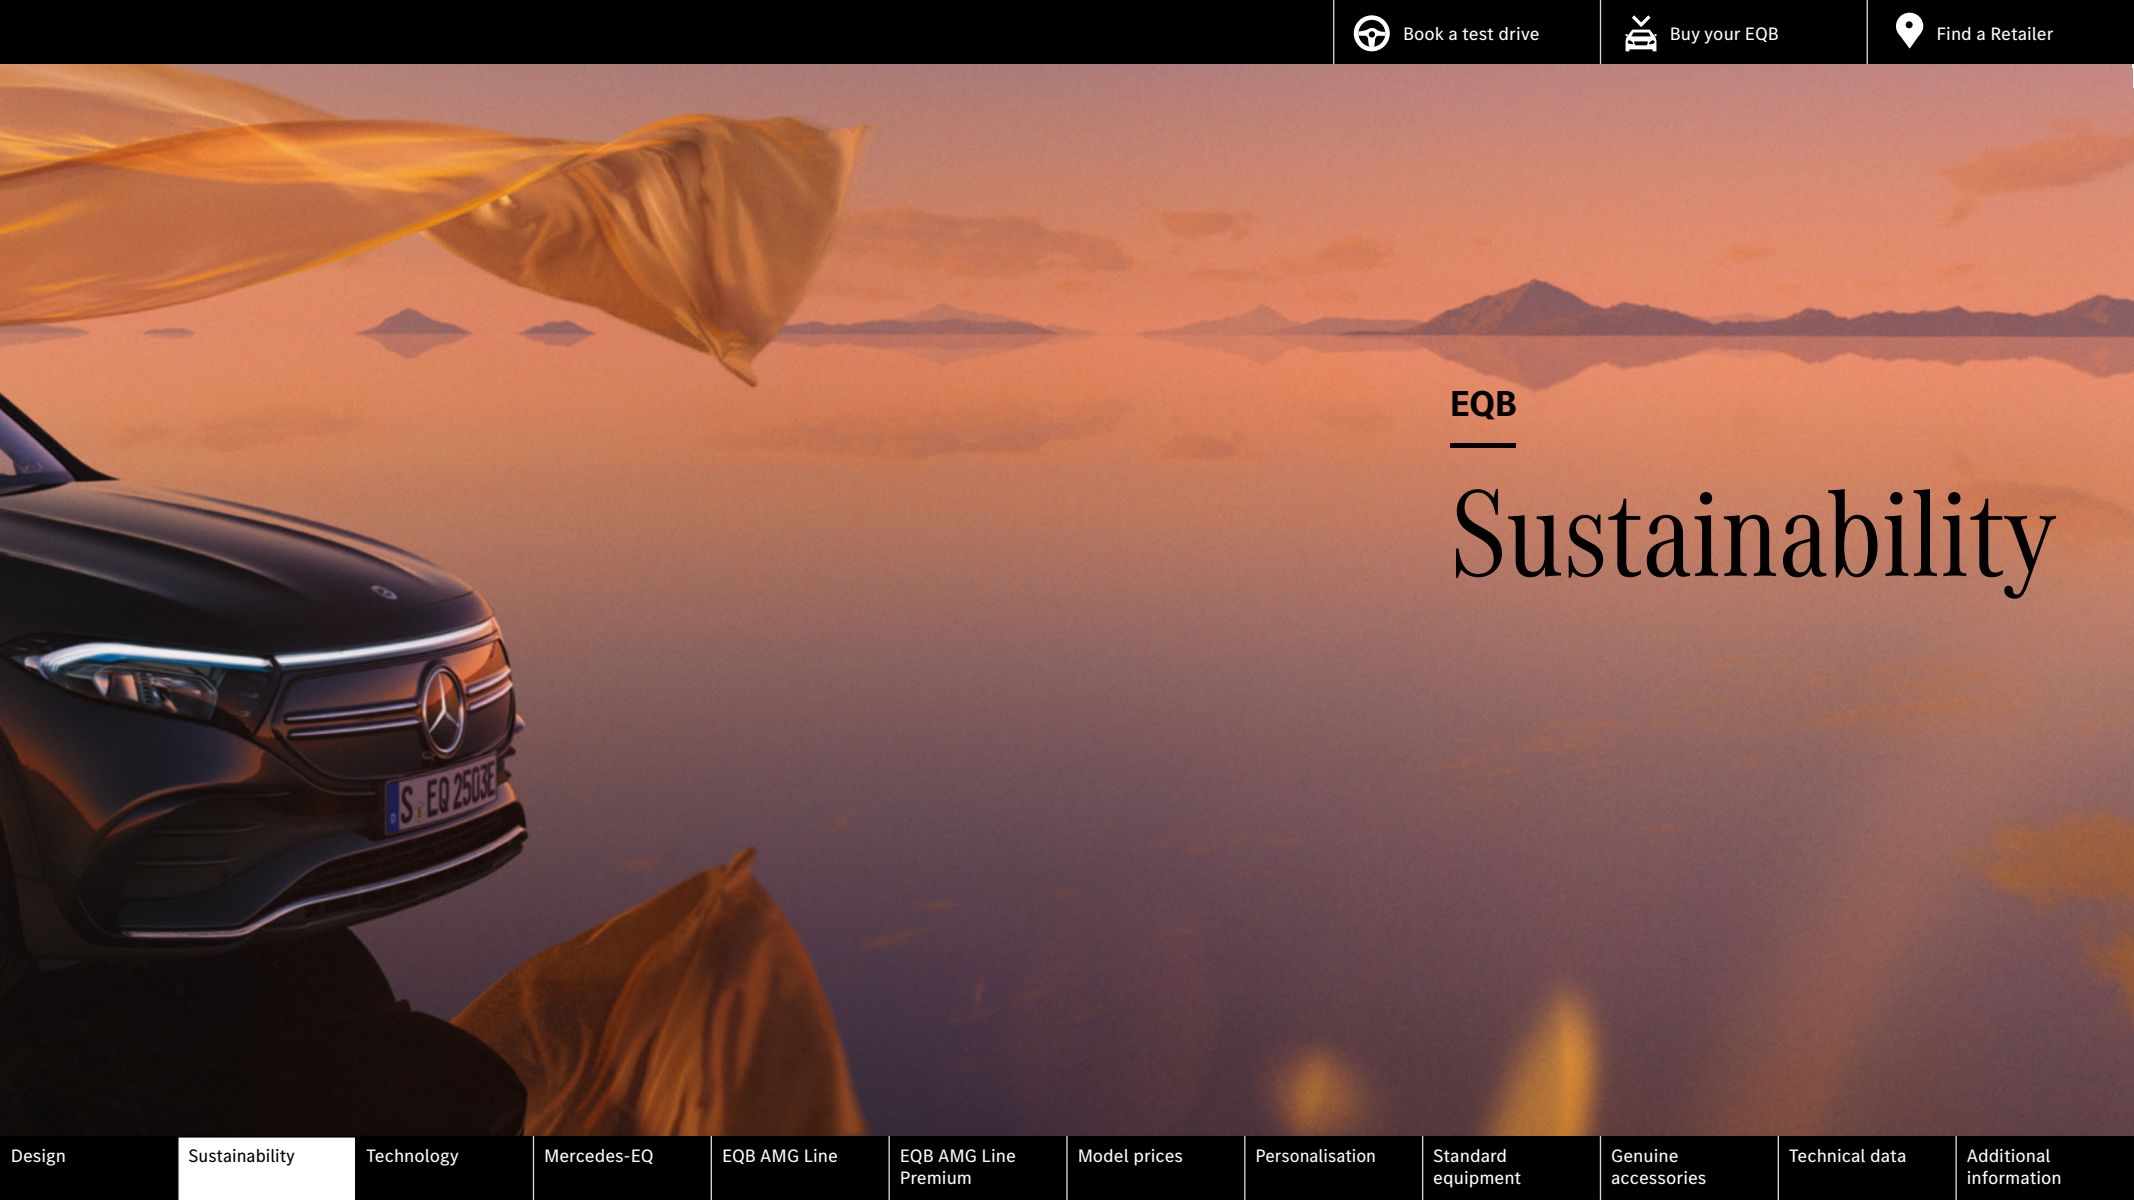 Book a test drive
Buy your EQB
Find a Retailer
EQB
Sustainability
S EQ 2503E
Design
Sustainability
Technology
Mercedes-EQ
EQB AMG Line
EQB AMG Line
Premium
Model prices
Personalisation
Standard
equipment
Genuine
accessories
Technical data
Additional
information